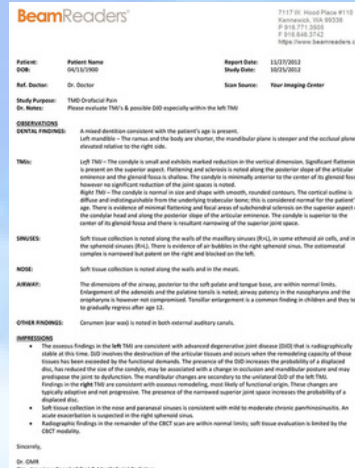 BeamReaders
7117 W. Hood Place #110
Kennewick, WA 99336
P 916.771.3505
F 916.646.3742
https://www.beamreaders.c
Patient: Patient Name Report Date: 11/27/2012
DOB: 04/13/1900 Study Date: 10/25/2012
Ref. Doctor: Dr. Doctor Scan Source: Your Imaging Center
Study Purpose: TMD Orofacial Pain
Dr. Notes: Please evaluate TMJ's & possible DJD especially within the left TMJ
OBSERVATIONS
DENTAL FINDINGS: A mixed dentition consistent with the patient's age is present.
Left mandible – The ramus and the body are shorter, the mandibular plane is steeper and the occlusal plane
elevated relative to the right side.
TMJs: Left TMJ – The condyle is small and exhibits marked reduction in the vertical dimension. Significant flattening
is present on the superior aspect. Flattening and sclerosis is noted along the posterior slope of the articular
eminence and the glenoid fossa is shallow. The condyle is minimally anterior to the center of its glenoid fossa
however no significant reduction of the joint spaces is noted.
Right TMJ – The condyle is normal in size and shape with smooth, rounded contours. The cortical outline is
diffuse and indistinguishable from the underlying trabecular bone; this is considered normal for the patient's
age. There is evidence of minimal flattening and focal areas of subchondral sclerosis on the superior aspect of
the condylar head and along the posterior slope of the articular eminence. The condyle is superior to the
center of its glenoid fossa and there is resultant narrowing of the superior joint space.
SINUSES: Soft tissue collection is noted along the walls of the maxillary sinuses (R>L), in some ethmoid air cells, and in
the sphenoid sinuses (R>L). There is evidence of air bubbles in the right sphenoid sinus. The ostiomeatal
complex is narrowed but patent on the right and blocked on the left.
NOSE: Soft tissue collection is noted along the walls and in the meati.
AIRWAY: The dimensions of the airway, posterior to the soft palate and tongue base, are within normal limits.
Enlargement of the adenoids and the palatine tonsils is noted; airway patency in the nasopharynx and the
oropharynx is however not compromised. Tonsillar enlargement is a common finding in children and they te
to gradually regress after age 12.
OTHER FINDINGS: Cerumen (ear wax) is noted in both external auditory canals.
IMPRESSIONS
• The osseous findings in the left TMJ are consistent with advanced degenerative joint disease (DJD) that is radiographically
stable at this time. DJD involves the destruction of the articular tissues and occurs when the remodeling capacity of those
tissues has been exceeded by the functional demands. The presence of the DJD increases the probability of a displaced
disc, has reduced the size of the condyle, may be associated with a change in occlusion and mandibular posture and may
predispose the joint to dysfunction. The mandibular changes are secondary to the unilateral DJD of the left TMJ.
• Findings in the right TMJ are consistent with osseous remodeling, most likely of functional origin. These changes are
typically adaptive and not progressive. The presence of the narrowed superior joint space increases the probability of a
displaced disc.
• Soft tissue collection in the nose and paranasal sinuses is consistent with mild to moderate chronic pansinusitis. An
acute exacerbation is suspected in the right sphenoid sinus.
• Radiographic findings in the remainder of the CBCT scan are within normal limits; soft tissue evaluation is limited by the
CBCT modality.
Sincerely,
Dr. OMR